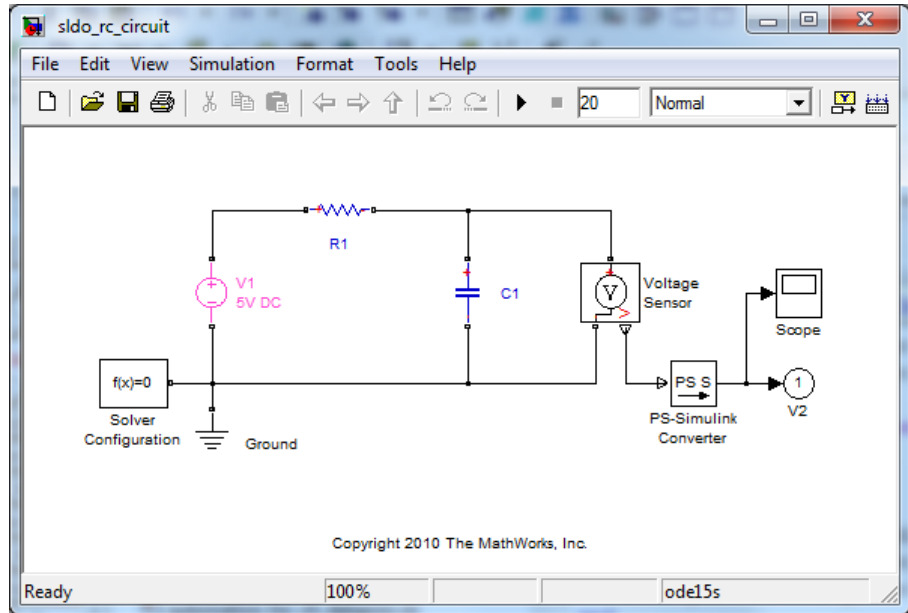 sldo_rc_circuit
File Edit View Simulation Format Tools Help
20 Normal
R1
V1
5V DC
C1
V
Voltage
Sensor
Scope
f(x)=0
Solver
Configuration
Ground
PS S
PS-Simulink
Converter
1
V2
Copyright 2010 The MathWorks, Inc.
Ready 100% ode15s